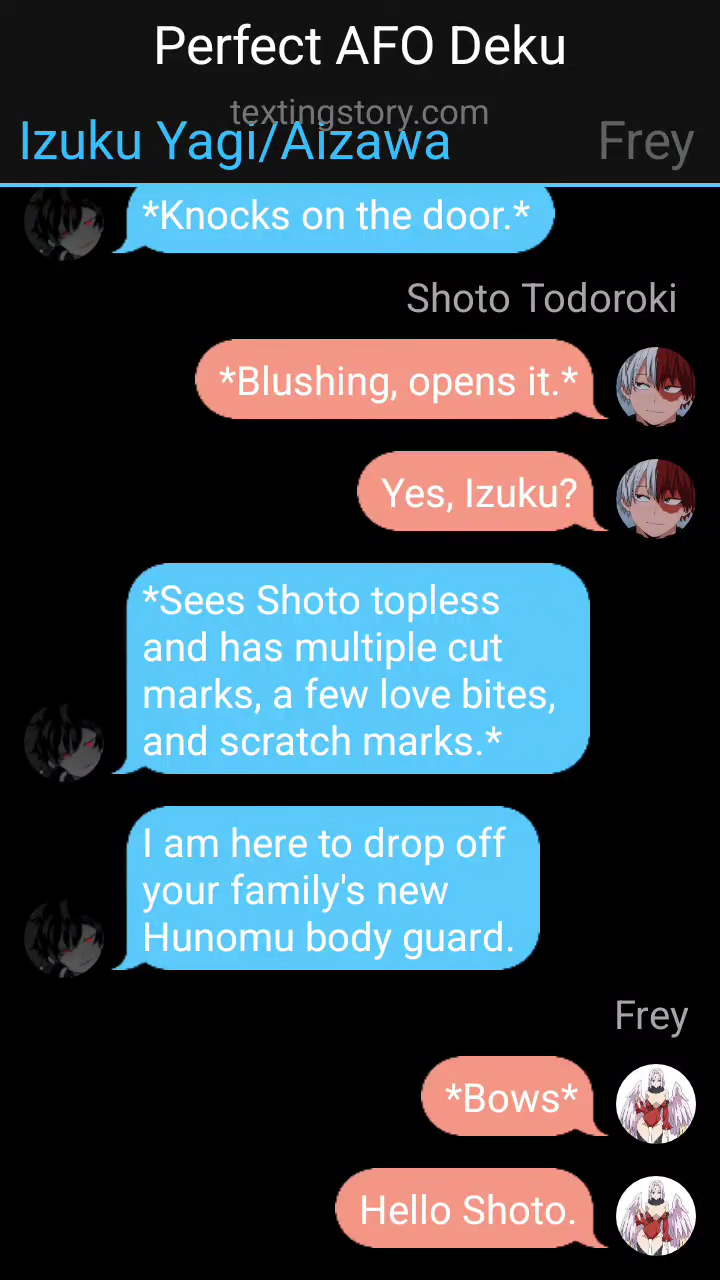 Perfect AFO Deku
textingstory.com
Izuku Yagi/Aizawa
Frey
*Knocks on the door.*
Shoto Todoroki
*Blushing, opens it.*
Yes, Izuku?
*Sees Shoto topless
and has multiple cut
marks, a few love bites,
and scratch marks.*
I am here to drop off
your family's new
Hunomu body guard.
Frey
*Bows*
Hello Shoto.